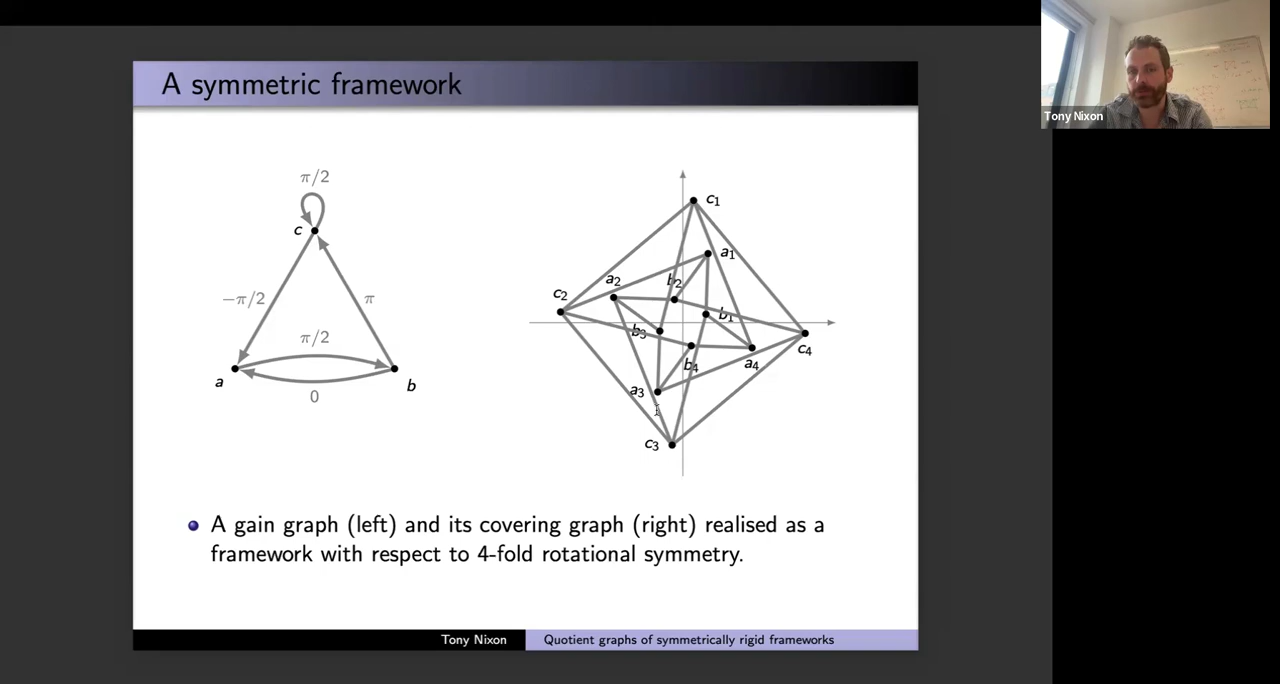 A symmetric framework
Tony Nixon
π/2
c
−π/2
π
π/2
a
b
0
c1
a1
a2
b2
c2
b1
b3
c4
b4
a4
a3
c3
A gain graph (left) and its covering graph (right) realised as a
framework with respect to 4-fold rotational symmetry.
Tony Nixon
Quotient graphs of symmetrically rigid frameworks